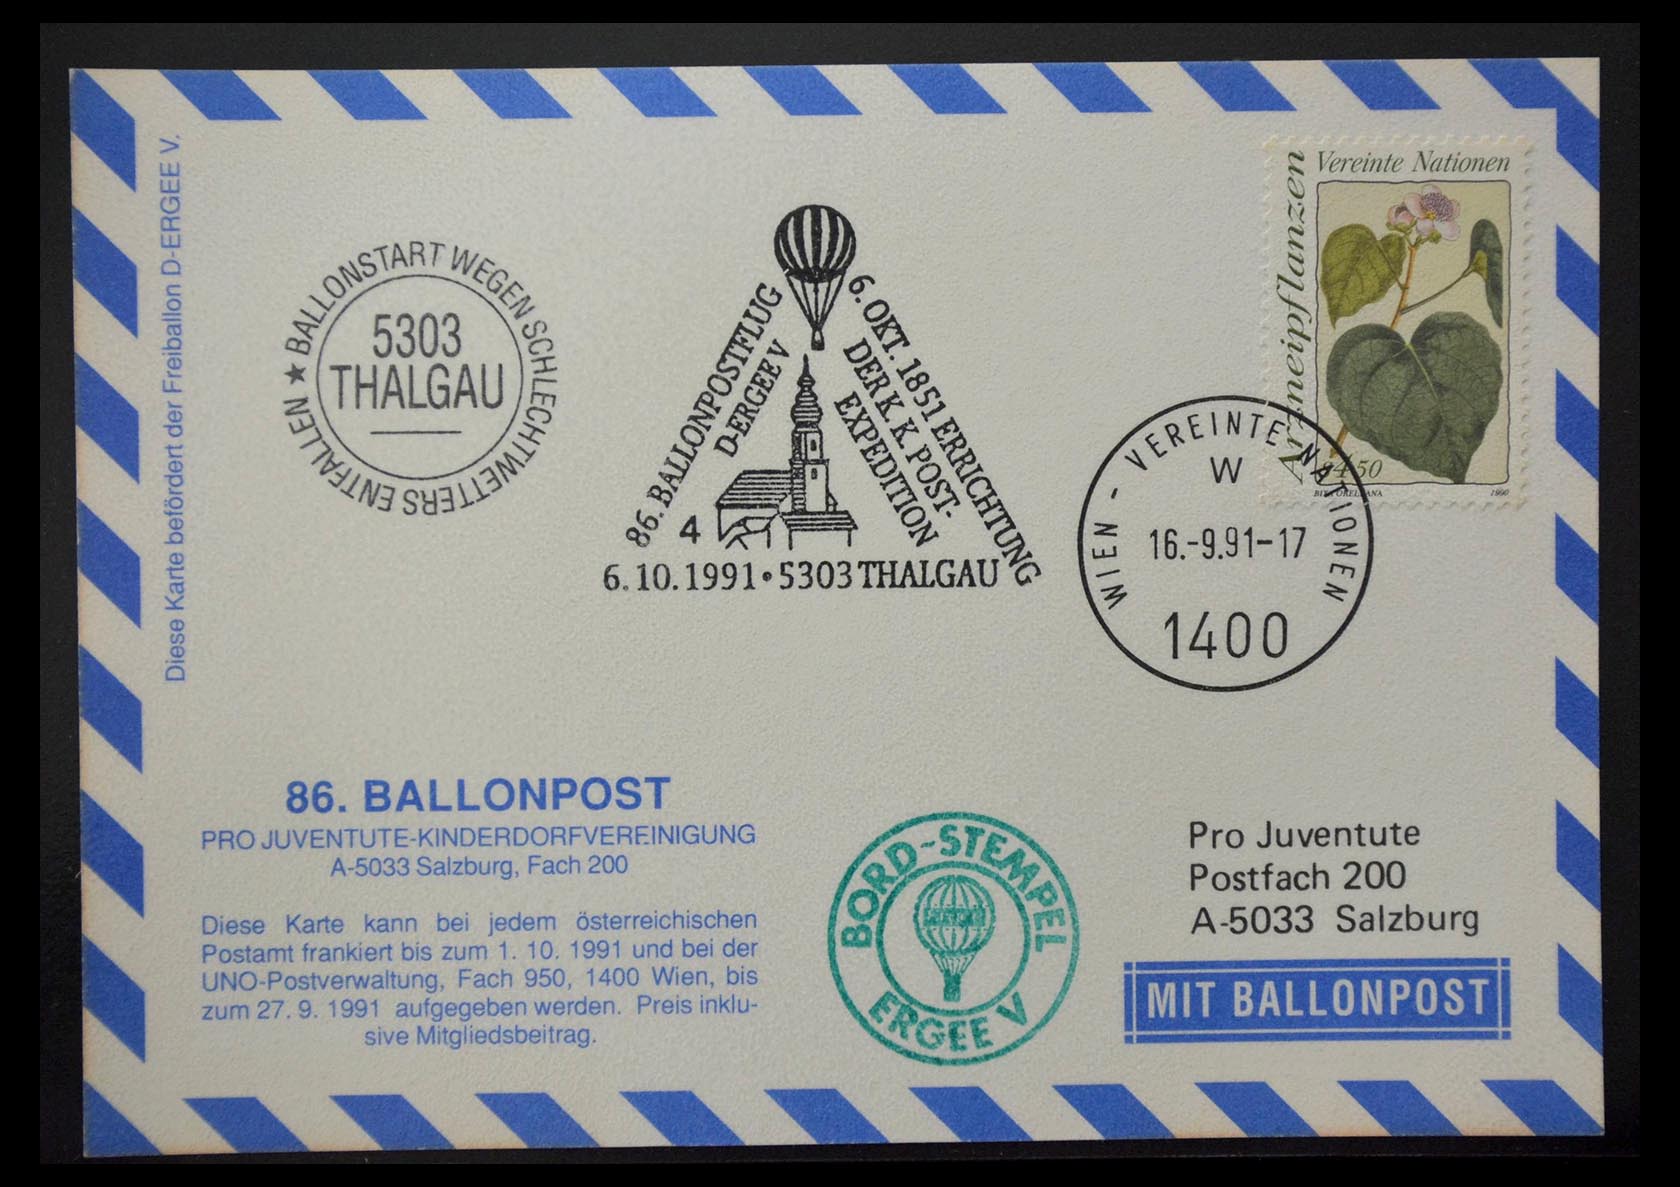 Diese Karte befördert der Freiballon D-ERGEE V.
★ BALLONSTART WEGEN SCHLECHTWETTERS ENTFALLEN
5303
THALGAU
86. BALLONPOSTFLUG
D-ERGEE V
6. OKT. 1851 ERRICHTUNG
DER K. K. POST-
EXPEDITION
4
6.10.1991 • 5303 THALGAU
Vereinte Nationen
Arzneipflanzen
s4.50
BIXA ORELLANA 1990
WIEN - VEREINTE NATIONEN
W
16.-9.91-17
1400
86. BALLONPOST
PRO JUVENTUTE-KINDERDORFVEREINIGUNG
A-5033 Salzburg, Fach 200
Diese Karte kann bei jedem österreichischen
Postamt frankiert bis zum 1. 10. 1991 und bei der
UNO-Postverwaltung, Fach 950, 1400 Wien, bis
zum 27. 9. 1991 aufgegeben werden. Preis inklu-
sive Mitgliedsbeitrag.
BORD-STEMPEL
ERGEE V
Pro Juventute
Postfach 200
A-5033 Salzburg
MIT BALLONPOST